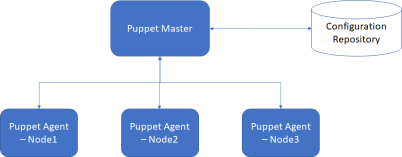 Puppet Master
Configuration
Repository
Puppet Agent
– Node1
Puppet Agent
– Node2
Puppet Agent
– Node3